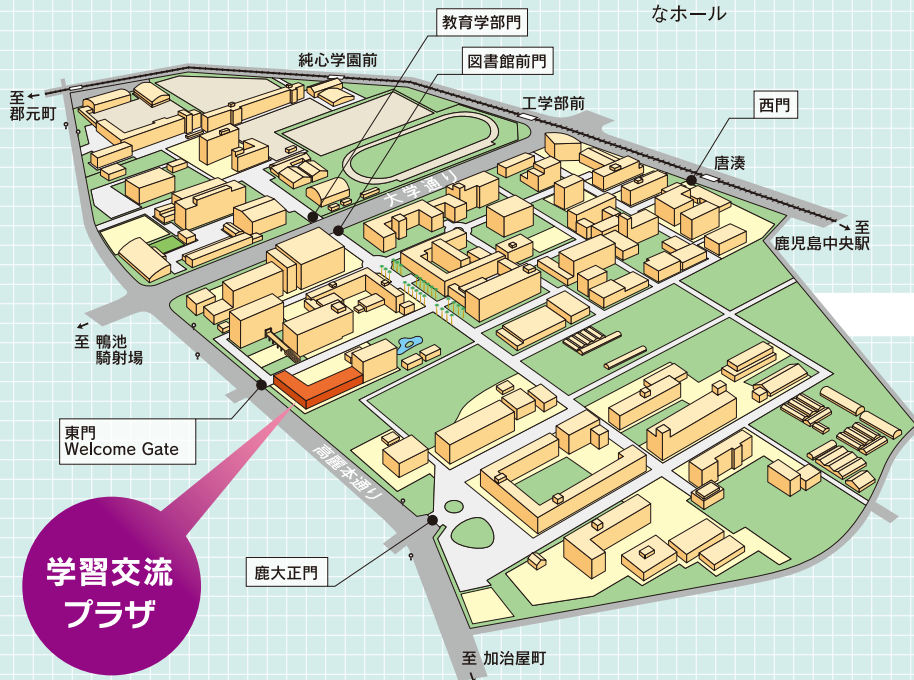 なホール
教育学部門
図書館前門
純心学園前
至
郡元町
工学部前
西門
唐湊
大学通り
至
鹿児島中央駅
至 鴨池
騎射場
東門
Welcome Gate
高麗本通り
学習交流
プラザ
鹿大正門
至 加治屋町